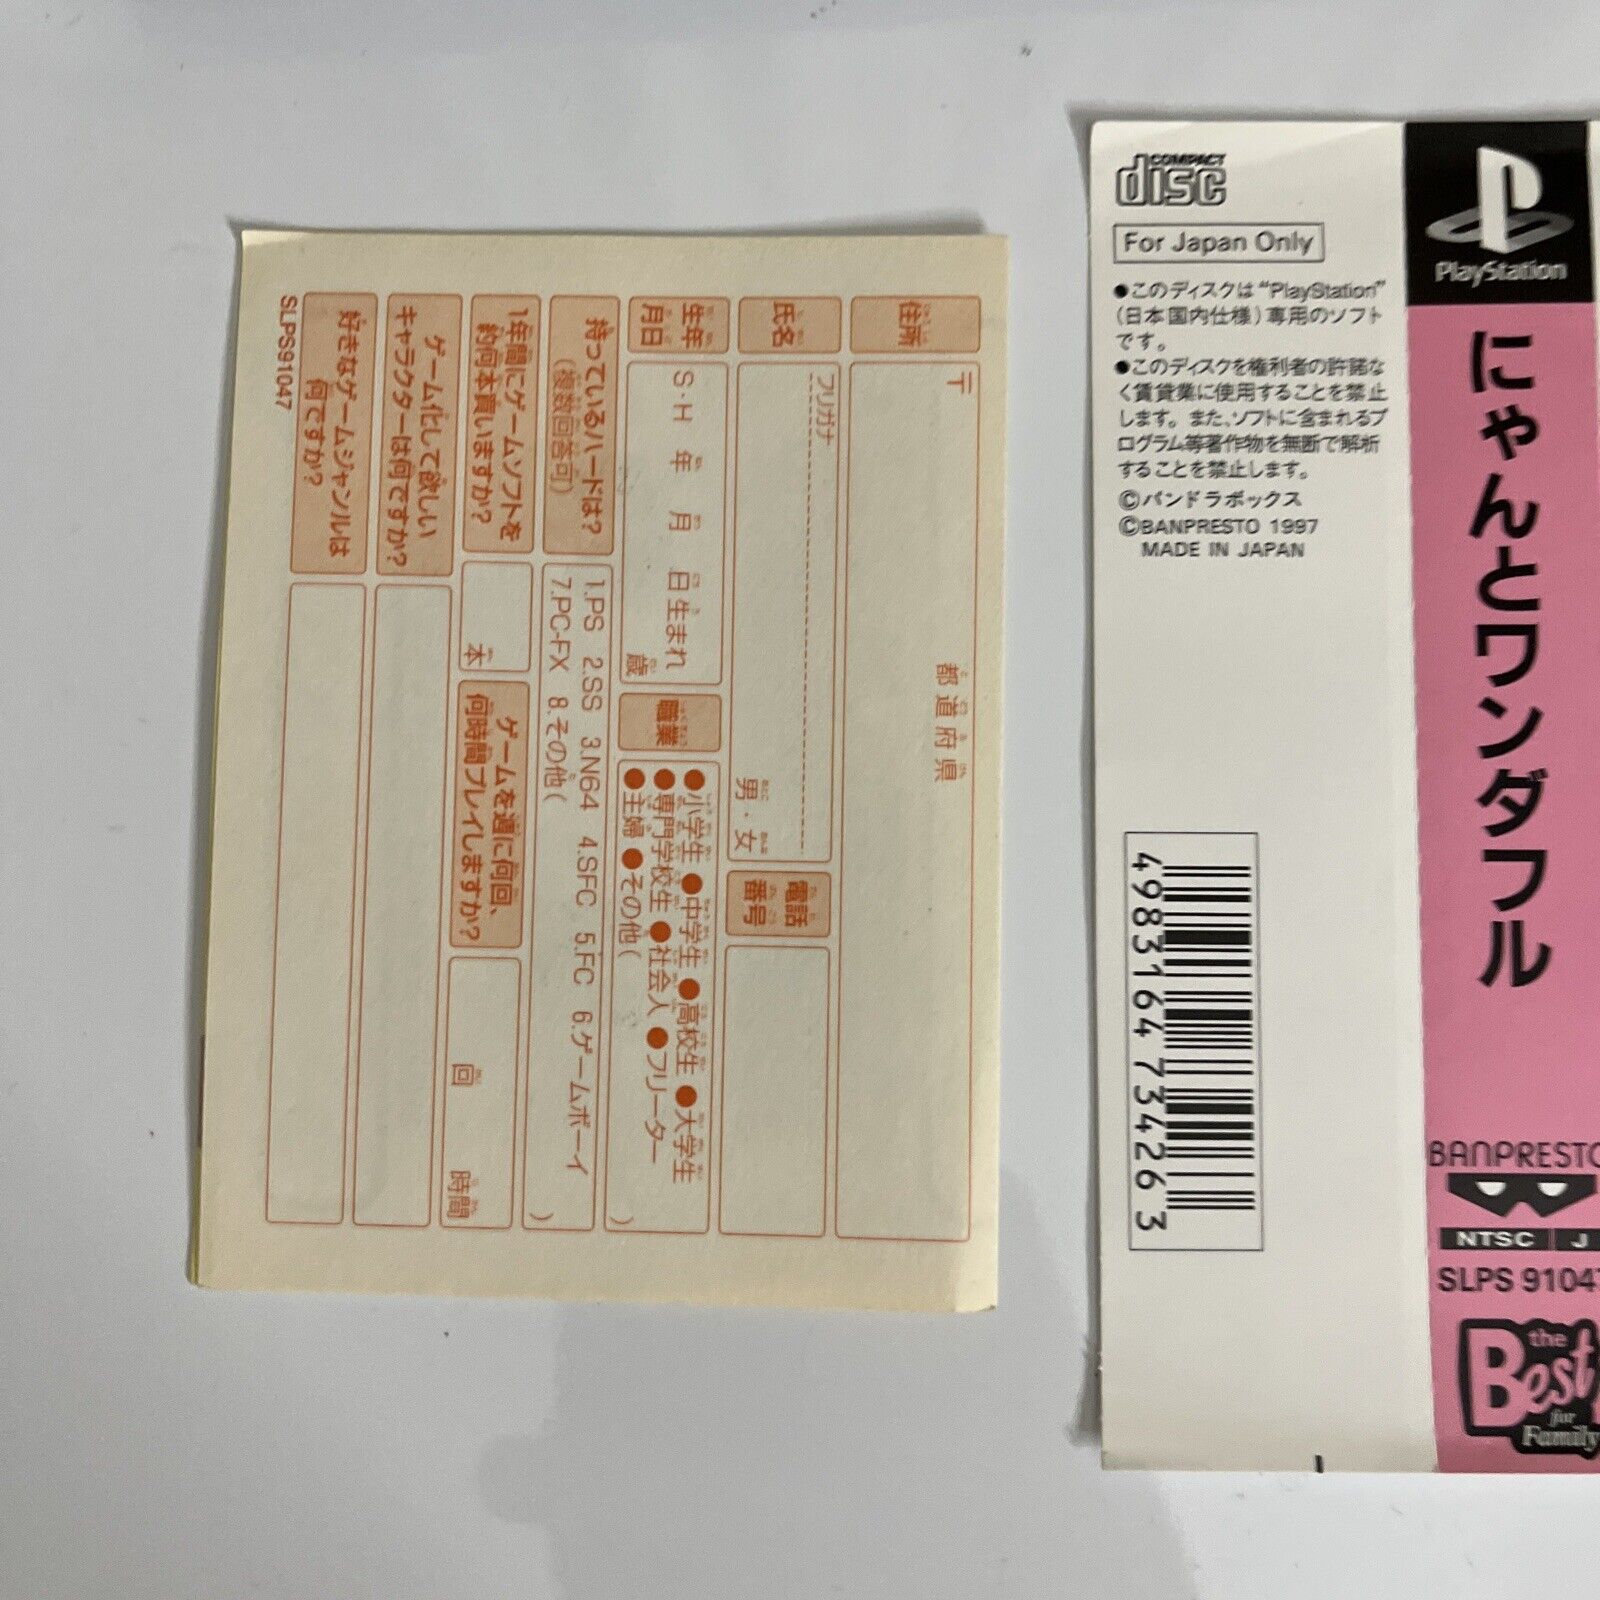 住所
〒
都道府県
氏名
フリガナ
男・女
電話
番号
生年
月日
S・H 年 月 日生まれ
歳
職業
●小学生 ●中学生 ●高校生 ●大学生
●専門学校生 ●社会人 ●フリーター
●主婦 ●その他( )
持っているハードは?
(複数回答可)
1.PS 2.SS 3.N64 4.SFC 5.FC 6.ゲームボーイ
7.PC-FX 8.その他( )
1年間にゲームソフトを
約何本買いますか?
本
ゲームを週に何回、
何時間プレイしますか?
回 時間
ゲーム化して欲しい
キャラクターは何ですか?
好きなゲームジャンルは
何ですか?
SLPS91047
COMPACT
disc
For Japan Only
●このディスクは“PlayStation”
(日本国内仕様)専用のソフト
です。
●このディスクを権利者の許諾な
く賃貸業に使用することを禁止
します。また、ソフトに含まれるプ
ログラム等著作物を無断で解析
することを禁止します。
©パンドラボックス
©BANPRESTO 1997
MADE IN JAPAN
4983164734263
PlayStation
にゃんとワンダフル
BANPRESTO
NTSC J
SLPS 91047
the
Best
for
Family